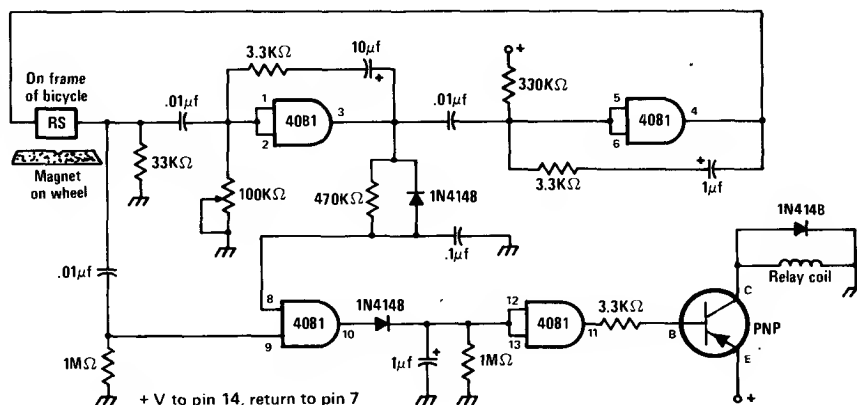 On frame
of bicycle
RS
Magnet
on wheel
33KΩ
.01μf
3.3KΩ
10μf
+
1
2
4081
3
100KΩ
470KΩ
1N4148
.1μf
.01μf
+
330KΩ
5
6
4081
4
3.3KΩ
+
1μf
.01μf
1MΩ
8
9
4081
10
1N4148
1μf
+
1MΩ
12
13
4081
11
3.3KΩ
B
C
E
PNP
1N4148
Relay coil
+
+ V to pin 14, return to pin 7